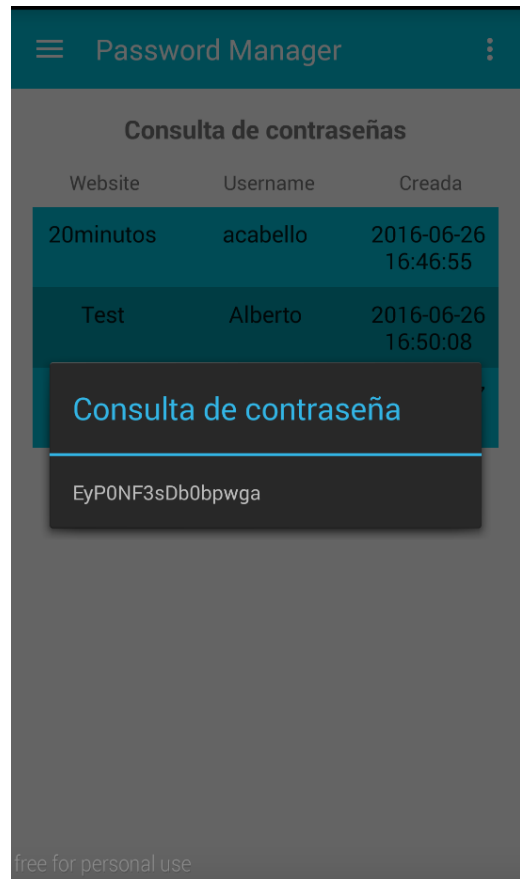 Password Manager
Consulta de contraseñas
Website Username Creada
20minutos acabello 2016-06-26
16:46:55
Test Alberto 2016-06-26
16:50:08
Consulta de contraseña
EyP0NF3sDb0bpwga
free for personal use